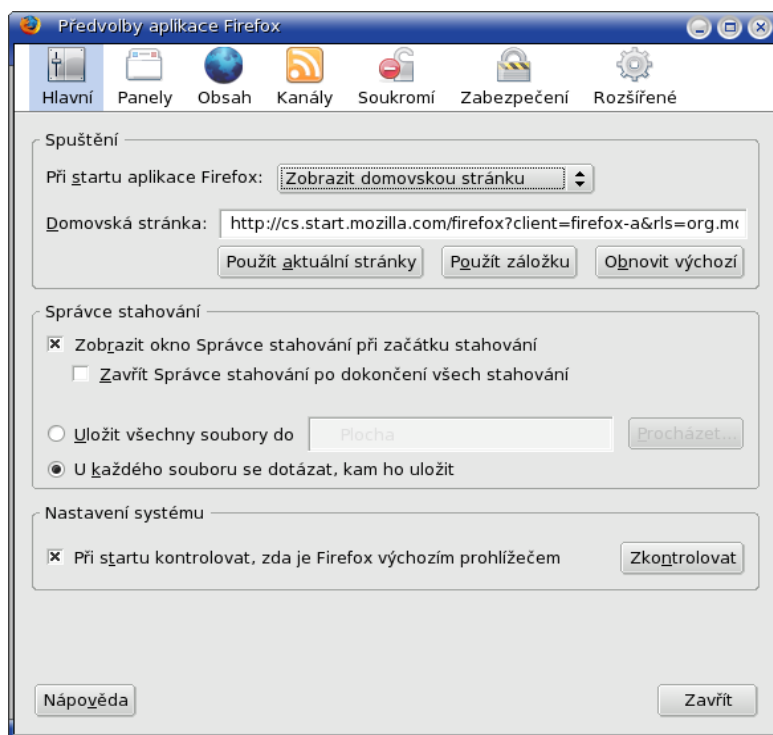 Předvolby aplikace Firefox
Hlavní Panely Obsah Kanály Soukromí Zabezpečení Rozšířené
Spuštění
Při startu aplikace Firefox: Zobrazit domovskou stránku
Domovská stránka: http://cs.start.mozilla.com/firefox?client=firefox-a&rls=org.mo
Použít aktuální stránky Použít záložku Obnovit výchozí
Správce stahování
Zobrazit okno Správce stahování při začátku stahování
Zavřít Správce stahování po dokončení všech stahování
Uložit všechny soubory do Plocha Procházet...
U každého souboru se dotázat, kam ho uložit
Nastavení systému
Při startu kontrolovat, zda je Firefox výchozím prohlížečem Zkontrolovat
Nápověda Zavřít